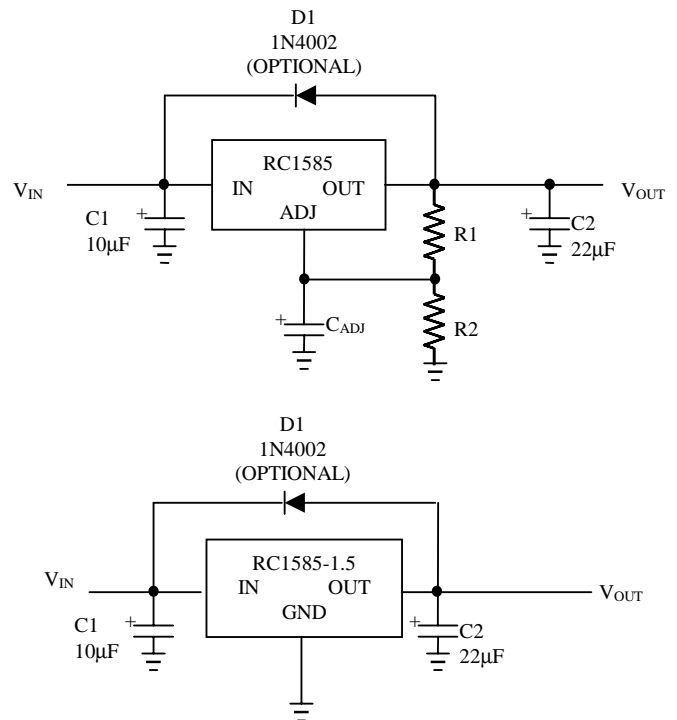 D1
1N4002
(OPTIONAL)
RC1585
VIN
IN OUT
VOUT
ADJ
C1
10µF
+
+
C2
22µF
R1
+
CADJ
R2
D1
1N4002
(OPTIONAL)
RC1585-1.5
VIN
IN OUT
VOUT
GND
C1
10µF
+
+
C2
22µF